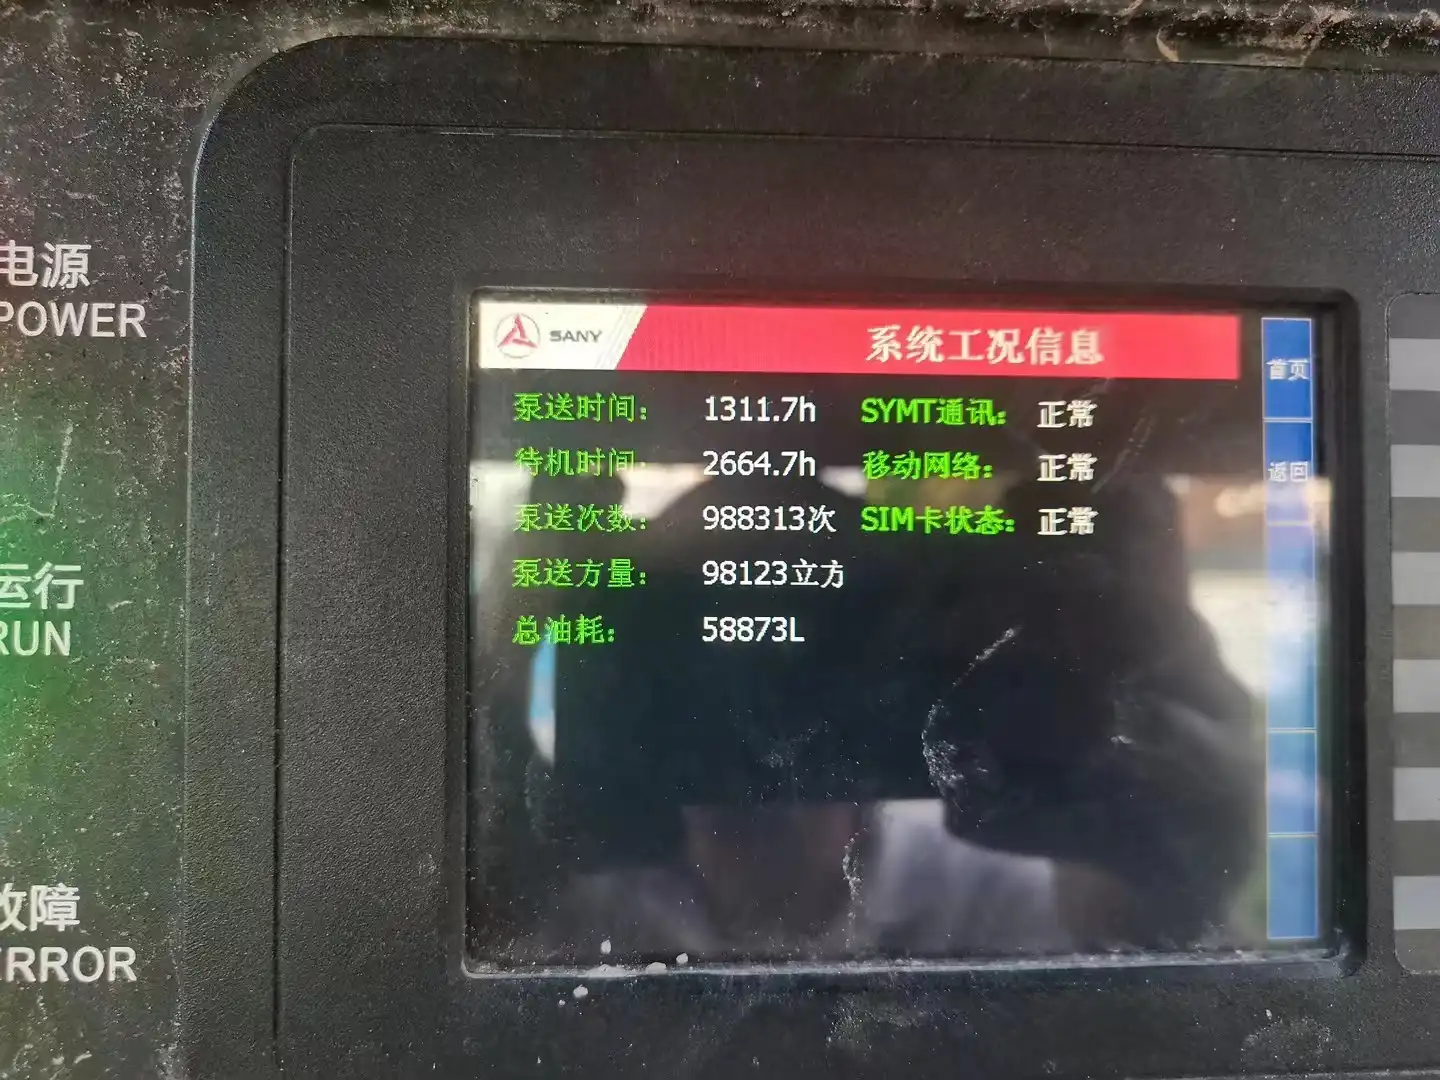 电源
POWER
运行
RUN
故障
ERROR
SANY
系统工况信息
首页
返回
泵送时间: 1311.7h SYMT通讯: 正常
待机时间: 2664.7h 移动网络: 正常
泵送次数: 988313次 SIM卡状态: 正常
泵送方量: 98123立方
总油耗: 58873L